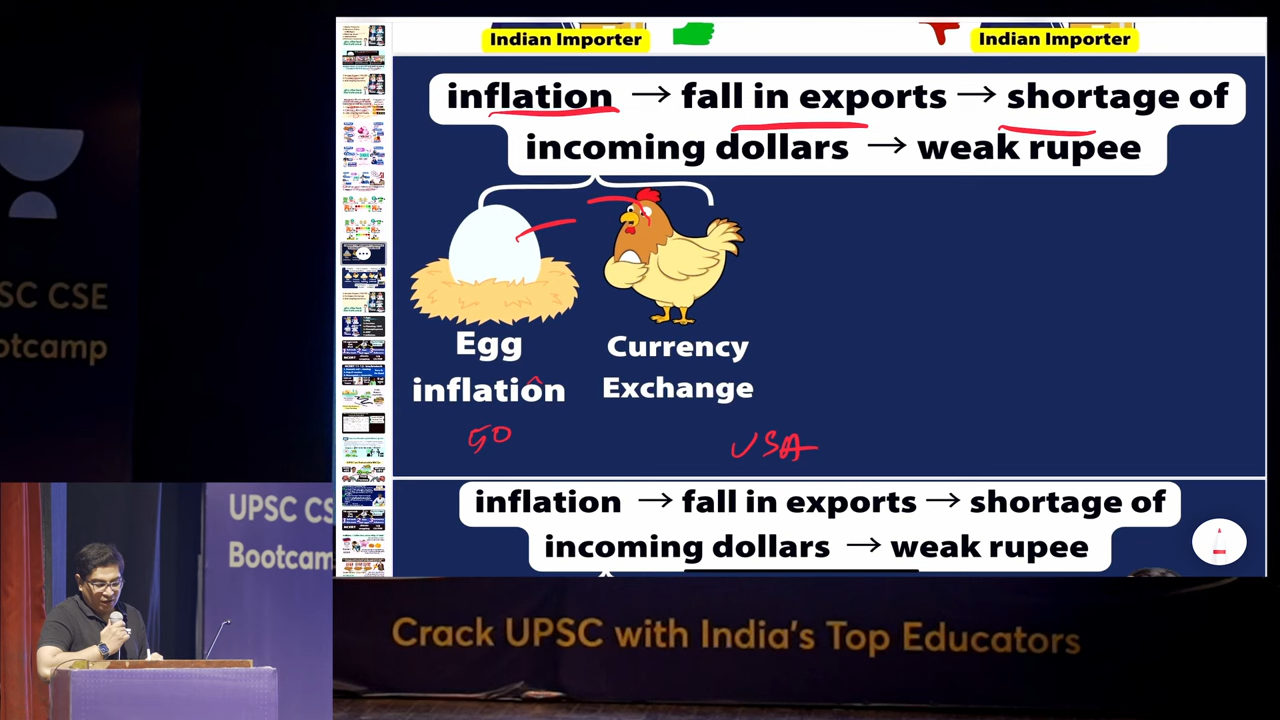 Indian Importer
Indian Importer
inflation → fall in exports → shortage of
incoming dollars → weak rupee
Egg
inflation
Currency
Exchange
50
USA
inflation → fall in exports → shortage of
incoming dollars → weak rupee
SC CSE
otcamp
UPSC CS
Bootcam
Crack UPSC with India's Top Educators